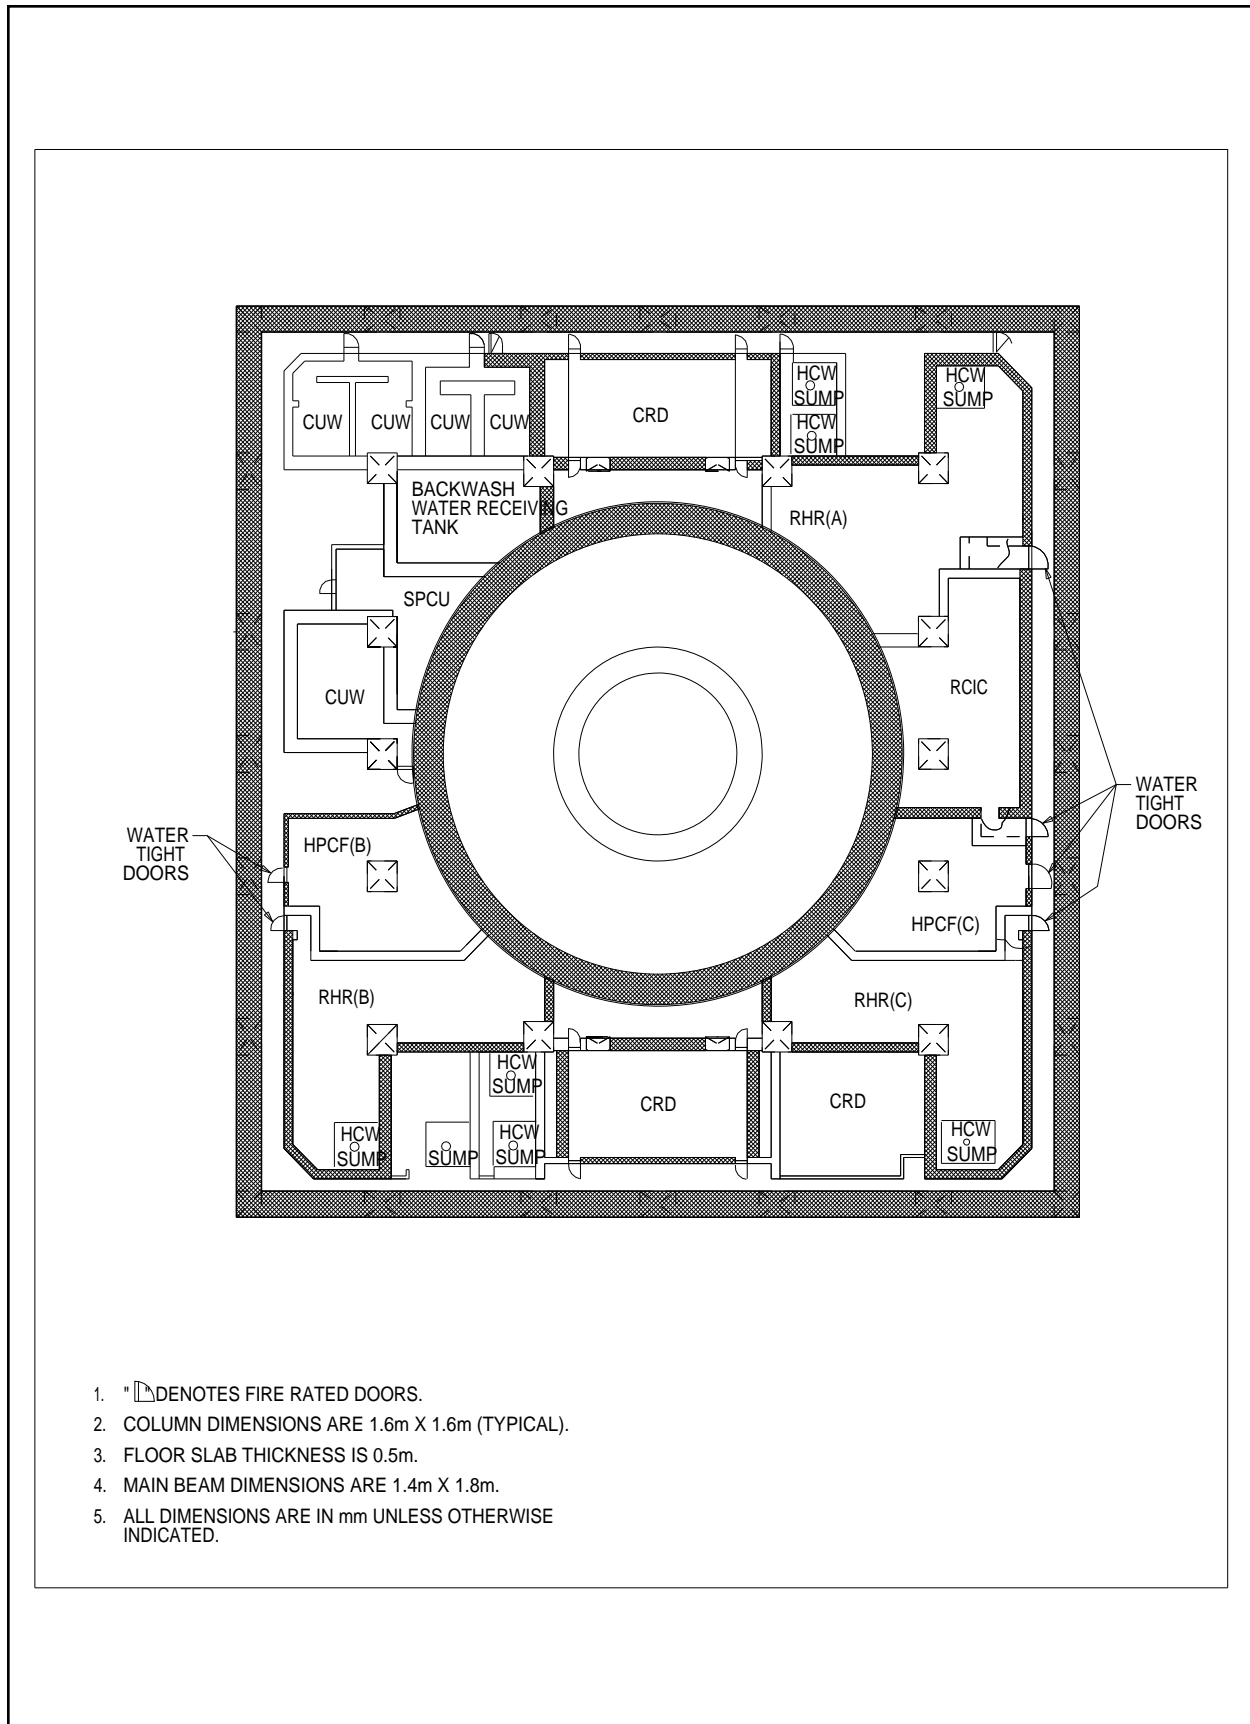 HCW
SUMP
HCW
SUMP
HCW
SUMP
CUW
CUW
CUW
CUW
CRD
BACKWASH
WATER RECEIVING
TANK
RHR(A)
SPCU
CUW
RCIC
WATER
TIGHT
DOORS
WATER
TIGHT
DOORS
HPCF(B)
HPCF(C)
RHR(B)
RHR(C)
HCW
SUMP
CRD
CRD
HCW
SUMP
SUMP
HCW
SUMP
HCW
SUMP
1. " " DENOTES FIRE RATED DOORS.
2. COLUMN DIMENSIONS ARE 1.6m X 1.6m (TYPICAL).
3. FLOOR SLAB THICKNESS IS 0.5m.
4. MAIN BEAM DIMENSIONS ARE 1.4m X 1.8m.
5. ALL DIMENSIONS ARE IN mm UNLESS OTHERWISE
INDICATED.